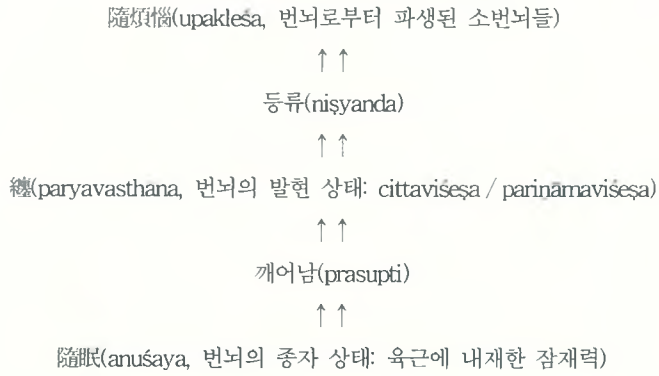 隨煩惱(upakleśa, 번뇌로부터 파생된 소번뇌들)
↑ ↑
등류(niṣyanda)
↑ ↑
纏(paryavasthana, 번뇌의 발현 상태: cittaviśeṣa / pariṇāmaviśeṣa)
↑ ↑
깨어남(prasupti)
↑ ↑
隨眠(anuśaya, 번뇌의 종자 상태: 육근에 내재한 잠재력)